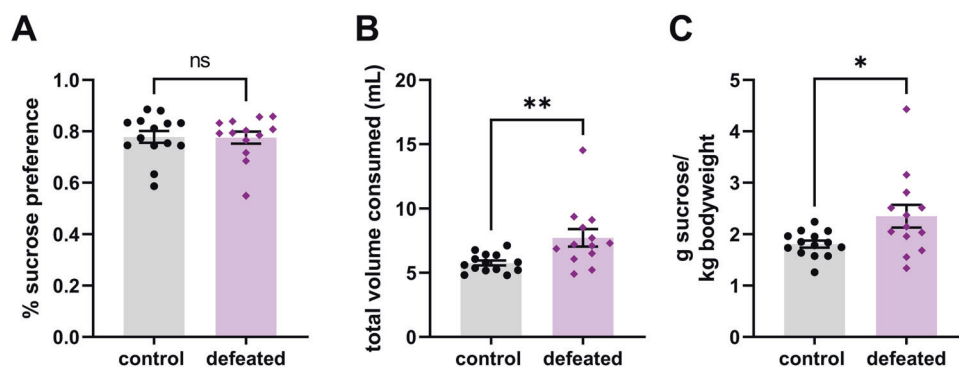 A
ns
% sucrose preference
1.0
0.8
0.6
0.4
0.2
0.0
control defeated
B
**
total volume consumed (mL)
20
15
10
5
0
control defeated
C
*
g sucrose/
kg bodyweight
5
4
3
2
1
0
control defeated